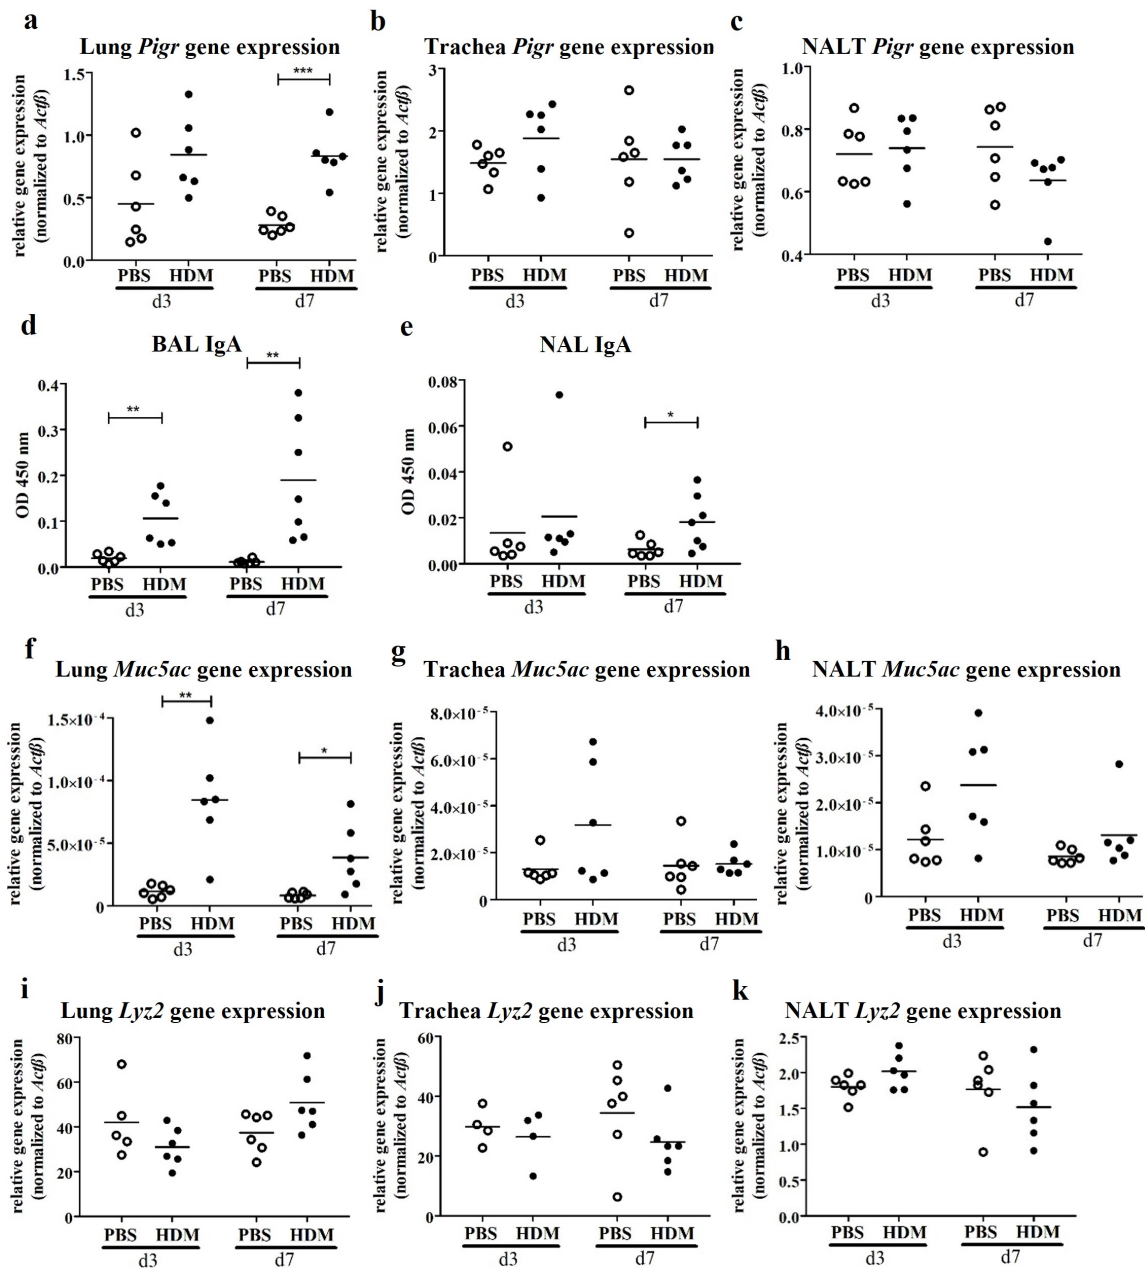 a
Lung Pigr gene expression
relative gene expression
(normalized to Actβ)
1.5
1.0
0.5
0.0
***
PBS HDM PBS HDM
d3 d7
b
Trachea Pigr gene expression
relative gene expression
(normalized to Actβ)
3
2
1
0
PBS HDM PBS HDM
d3 d7
c
NALT Pigr gene expression
relative gene expression
(normalized to Actβ)
1.0
0.8
0.6
0.4
PBS HDM PBS HDM
d3 d7
d
BAL IgA
OD 450 nm
0.4
0.3
0.2
0.1
0.0
**
**
PBS HDM PBS HDM
d3 d7
e
NAL IgA
OD 450 nm
0.08
0.06
0.04
0.02
0.00
*
PBS HDM PBS HDM
d3 d7
f
Lung Muc5ac gene expression
relative gene expression
(normalized to Actβ)
1.5×10⁻⁴
1.0×10⁻⁴
5.0×10⁻⁵
0
**
*
PBS HDM PBS HDM
d3 d7
g
Trachea Muc5ac gene expression
relative gene expression
(normalized to Actβ)
8.0×10⁻⁵
6.0×10⁻⁵
4.0×10⁻⁵
2.0×10⁻⁵
0
PBS HDM PBS HDM
d3 d7
h
NALT Muc5ac gene expression
relative gene expression
(normalized to Actβ)
4.0×10⁻⁵
3.0×10⁻⁵
2.0×10⁻⁵
1.0×10⁻⁵
0
PBS HDM PBS HDM
d3 d7
i
Lung Lyz2 gene expression
relative gene expression
(normalized to Actβ)
80
60
40
20
0
PBS HDM PBS HDM
d3 d7
j
Trachea Lyz2 gene expression
relative gene expression
(normalized to Actβ)
60
40
20
0
PBS HDM PBS HDM
d3 d7
k
NALT Lyz2 gene expression
relative gene expression
(normalized to Actβ)
2.5
2.0
1.5
1.0
0.5
0.0
PBS HDM PBS HDM
d3 d7